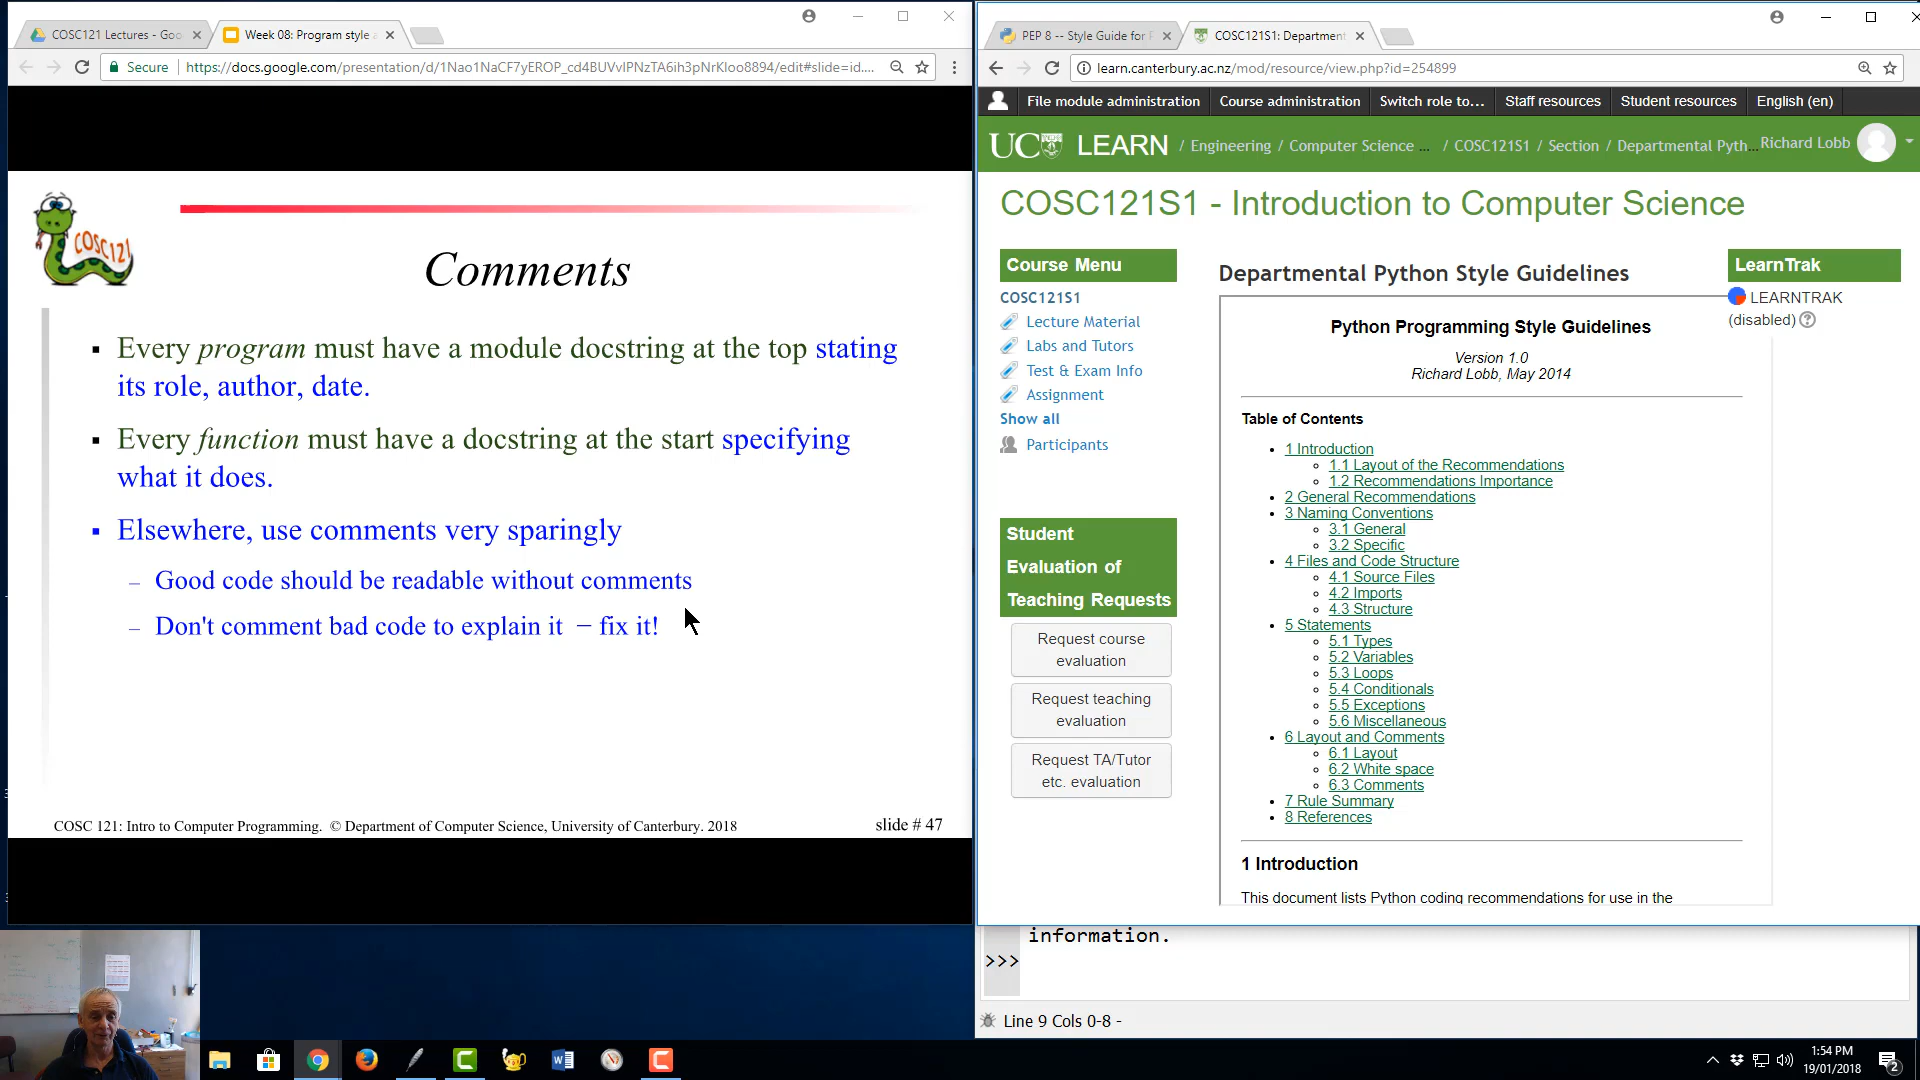 COSC121 Lectures - Goo
Week 08: Program style a
Secure
https://docs.google.com/presentation/d/1Nao1NaCF7yEROP_cd4BUVvIPNzTA6ih3pNrKloo8894/edit#slide=id....
COSC121
Comments
Every program must have a module docstring at the top stating
its role, author, date.
Every function must have a docstring at the start specifying
what it does.
Elsewhere, use comments very sparingly
– Good code should be readable without comments
– Don't comment bad code to explain it – fix it!
COSC 121: Intro to Computer Programming. © Department of Computer Science, University of Canterbury. 2018
slide # 47
PEP 8 -- Style Guide for P
COSC121S1: Department
learn.canterbury.ac.nz/mod/resource/view.php?id=254899
File module administration
Course administration
Switch role to...
Staff resources
Student resources
English (en)
UC LEARN / Engineering / Computer Science ... / COSC121S1 / Section / Departmental Pyth...
Richard Lobb
COSC121S1 - Introduction to Computer Science
Course Menu
COSC121S1
Lecture Material
Labs and Tutors
Test & Exam Info
Assignment
Show all
Participants
Student
Evaluation of
Teaching Requests
Request course
evaluation
Request teaching
evaluation
Request TA/Tutor
etc. evaluation
Departmental Python Style Guidelines
Python Programming Style Guidelines
Version 1.0
Richard Lobb, May 2014
Table of Contents
1 Introduction
1.1 Layout of the Recommendations
1.2 Recommendations Importance
2 General Recommendations
3 Naming Conventions
3.1 General
3.2 Specific
4 Files and Code Structure
4.1 Source Files
4.2 Imports
4.3 Structure
5 Statements
5.1 Types
5.2 Variables
5.3 Loops
5.4 Conditionals
5.5 Exceptions
5.6 Miscellaneous
6 Layout and Comments
6.1 Layout
6.2 White space
6.3 Comments
7 Rule Summary
8 References
1 Introduction
This document lists Python coding recommendations for use in the
LearnTrak
LEARNTRAK
(disabled)
information.
>>>
Line 9 Cols 0-8 -
1:54 PM
19/01/2018
2